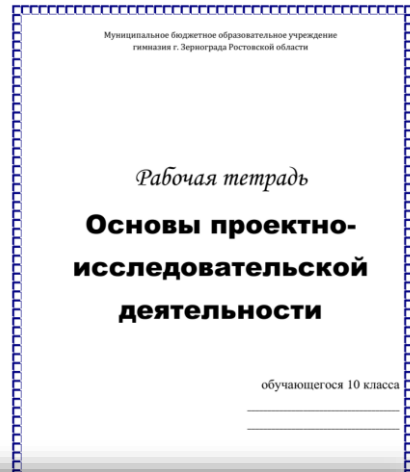 Муниципальное бюджетное образовательное учреждение
гимназия г. Зернограда Ростовской области
Рабочая тетрадь
Основы проектно-
исследовательской
деятельности
обучающегося 10 класса